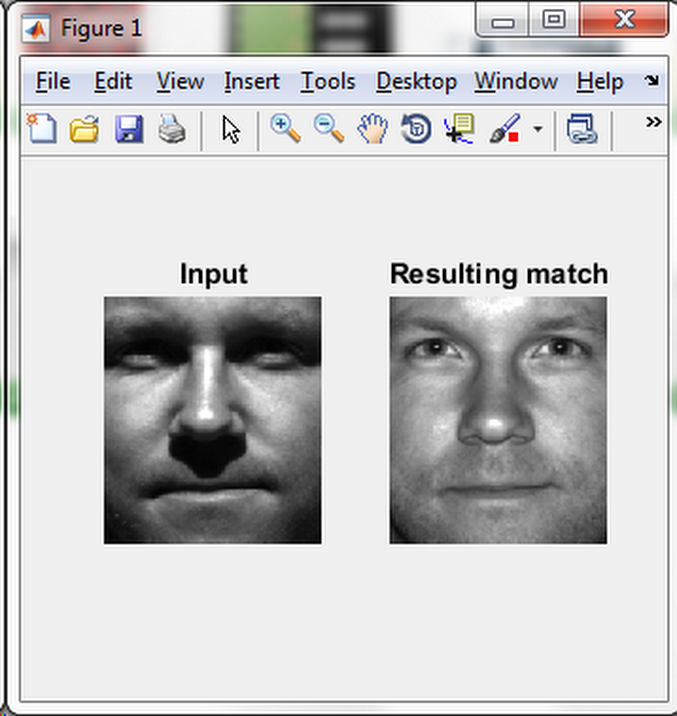 Figure 1
File Edit View Insert Tools Desktop Window Help
Input
Resulting match